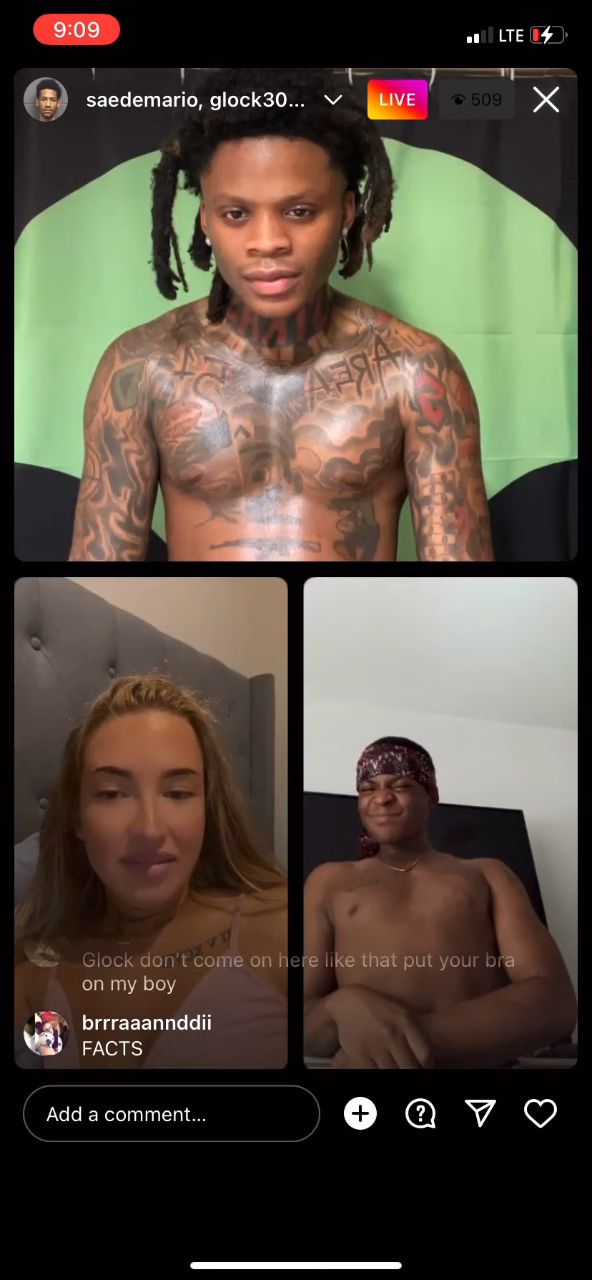 9:09
LTE
saedemario, glock30...
LIVE
509
AREA
Glock don't come on here like that put your bra
on my boy
brrraaannddii
FACTS
Add a comment...